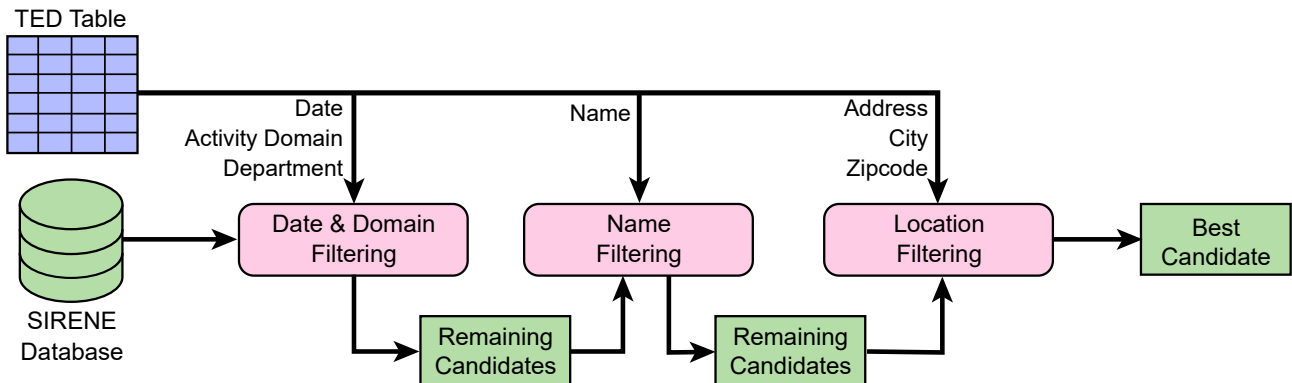 TED Table
Date
Activity Domain
Department
Name
Address
City
Zipcode
Date & Domain
Filtering
Name
Filtering
Location
Filtering
Best
Candidate
SIRENE
Database
Remaining
Candidates
Remaining
Candidates